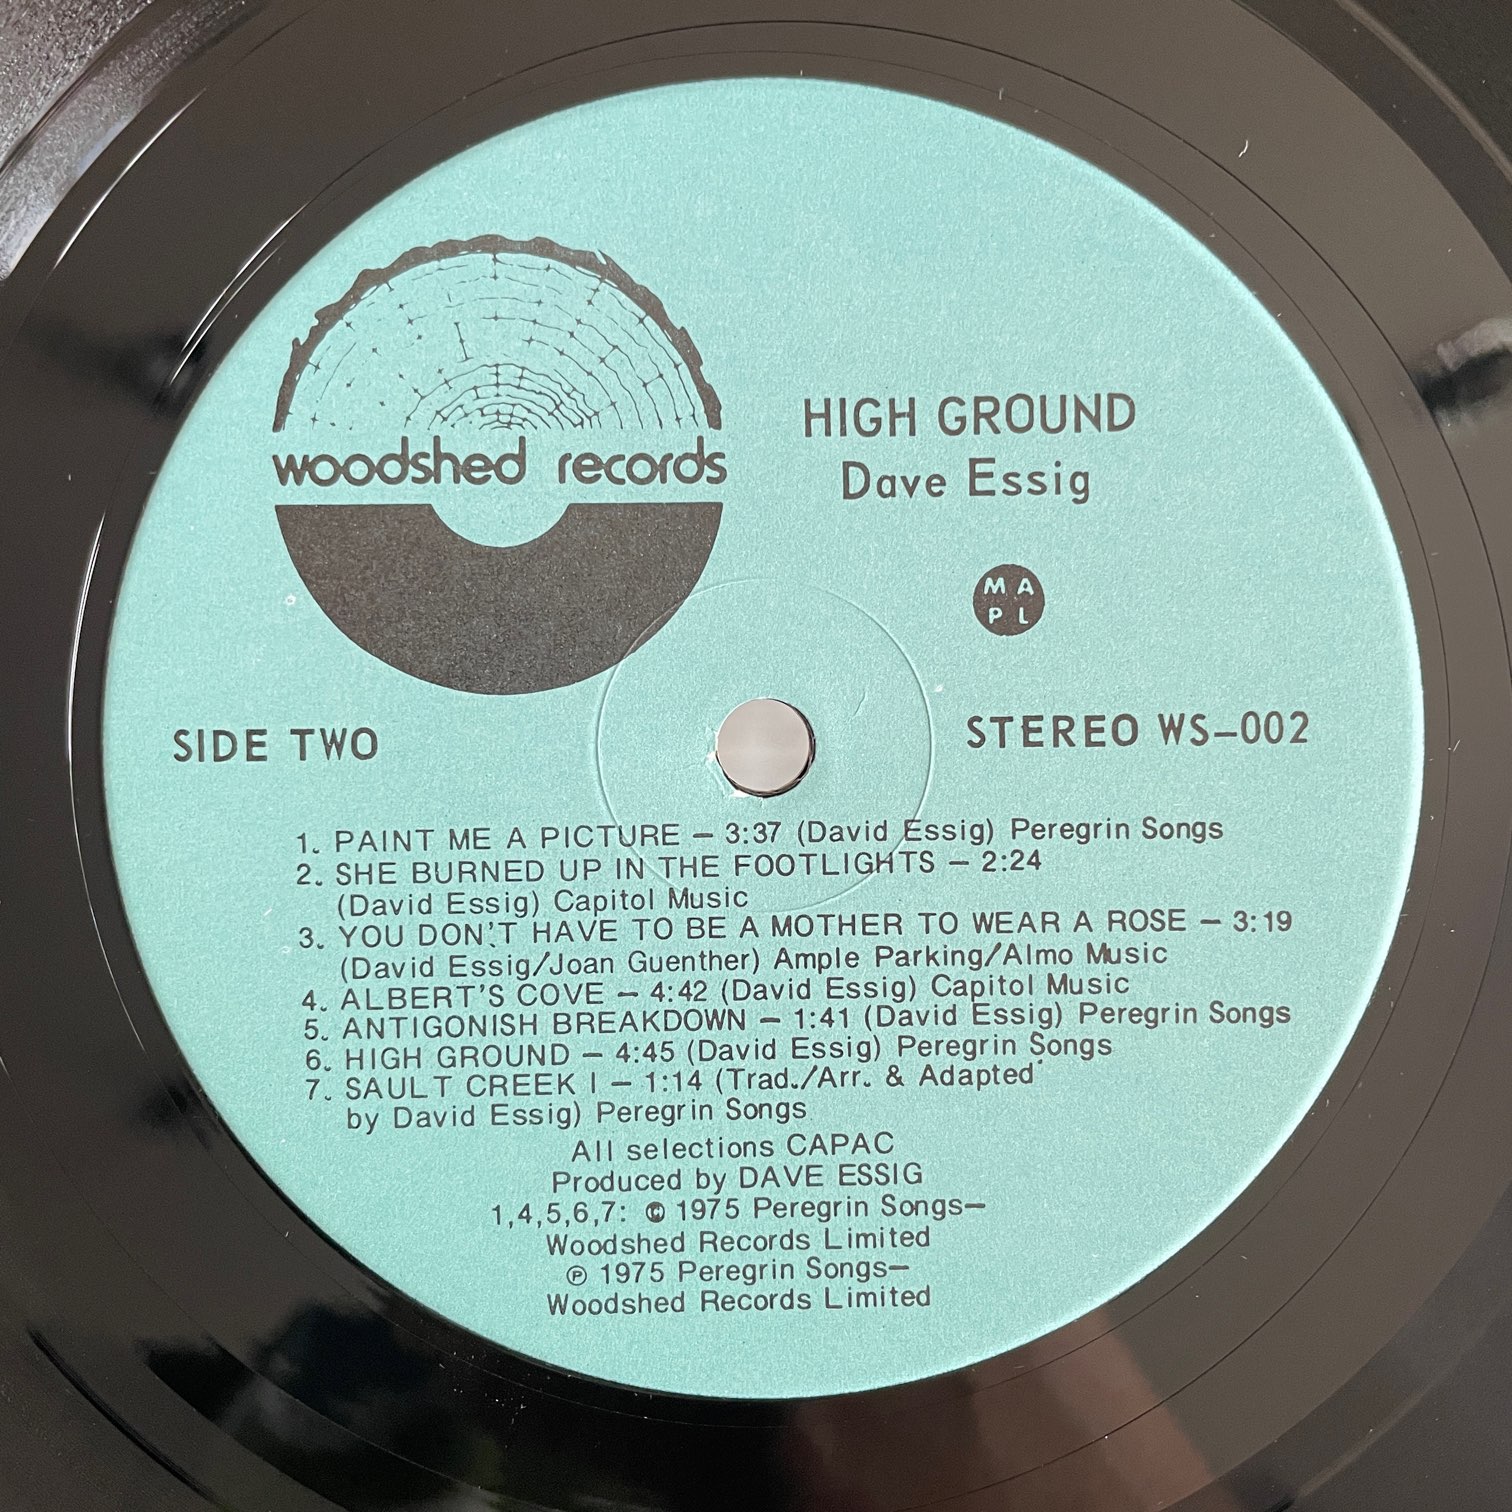 woodshed records
HIGH GROUND
Dave Essig
M A
P L
SIDE TWO
STEREO WS–002
1. PAINT ME A PICTURE – 3:37 (David Essig) Peregrin Songs
2. SHE BURNED UP IN THE FOOTLIGHTS – 2:24
(David Essig) Capitol Music
3. YOU DON'T HAVE TO BE A MOTHER TO WEAR A ROSE – 3:19
(David Essig/Joan Guenther) Ample Parking/Almo Music
4. ALBERT'S COVE – 4:42 (David Essig) Capitol Music
5. ANTIGONISH BREAKDOWN – 1:41 (David Essig) Peregrin Songs
6. HIGH GROUND – 4:45 (David Essig) Peregrin Songs
7. SAULT CREEK I – 1:14 (Trad./Arr. & Adapted
by David Essig) Peregrin Songs
All selections CAPAC
Produced by DAVE ESSIG
1,4,5,6,7: © 1975 Peregrin Songs–
Woodshed Records Limited
℗ 1975 Peregrin Songs–
Woodshed Records Limited